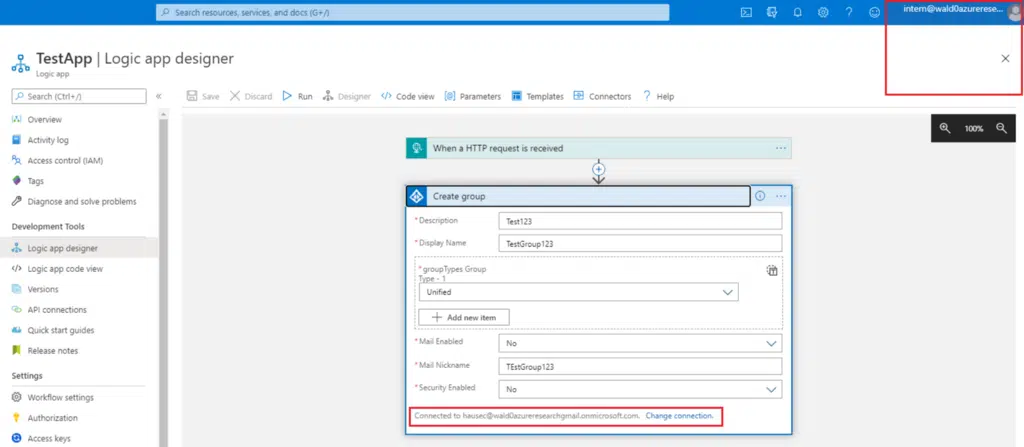 Search resources, services, and docs (G+/)
intern@wald0azurerese...
TestApp | Logic app designer
Logic app
Search (Ctrl+/)
«
Save
Discard
Run
Designer
Code view
Parameters
Templates
Connectors
? Help
Overview
Activity log
Access control (IAM)
Tags
Diagnose and solve problems
Development Tools
Logic app designer
Logic app code view
Versions
API connections
Quick start guides
Release notes
Settings
Workflow settings
Authorization
Access keys
100%
When a HTTP request is received
...
Create group
...
*Description
Test123
*Display Name
TestGroup123
*groupTypes Group
Type - 1
Unified
+ Add new item
*Mail Enabled
No
*Mail Nickname
TEstGroup123
*Security Enabled
No
Connected to hausec@wald0azureresearchgmail.onmicrosoft.com. Change connection.